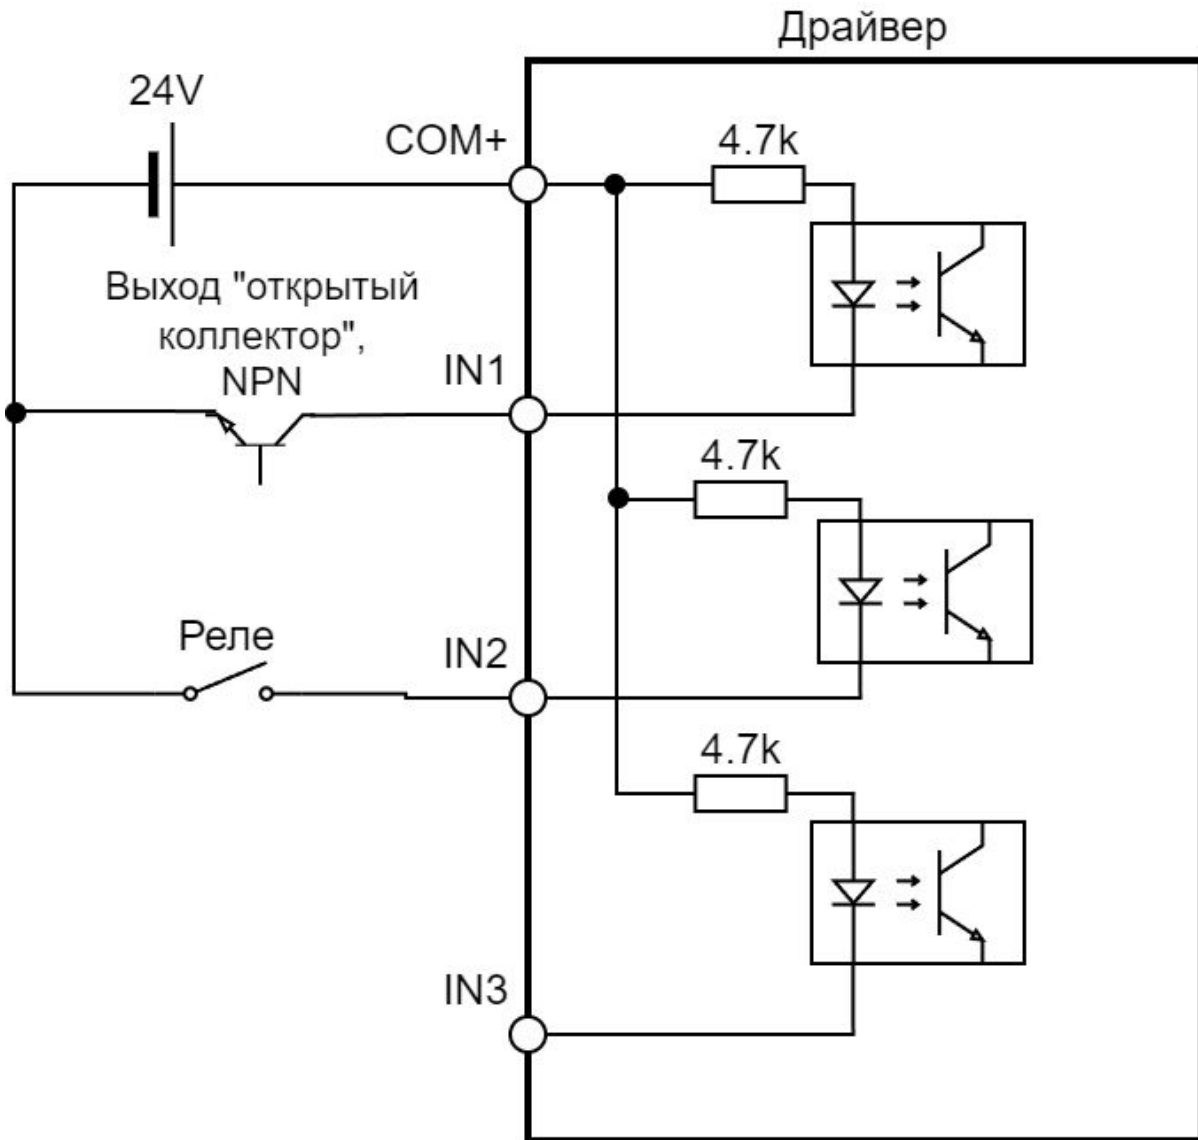 Драйвер
24V
COM+
4.7k
Выход "открытый
коллектор",
NPN
IN1
4.7k
Реле
IN2
4.7k
IN3